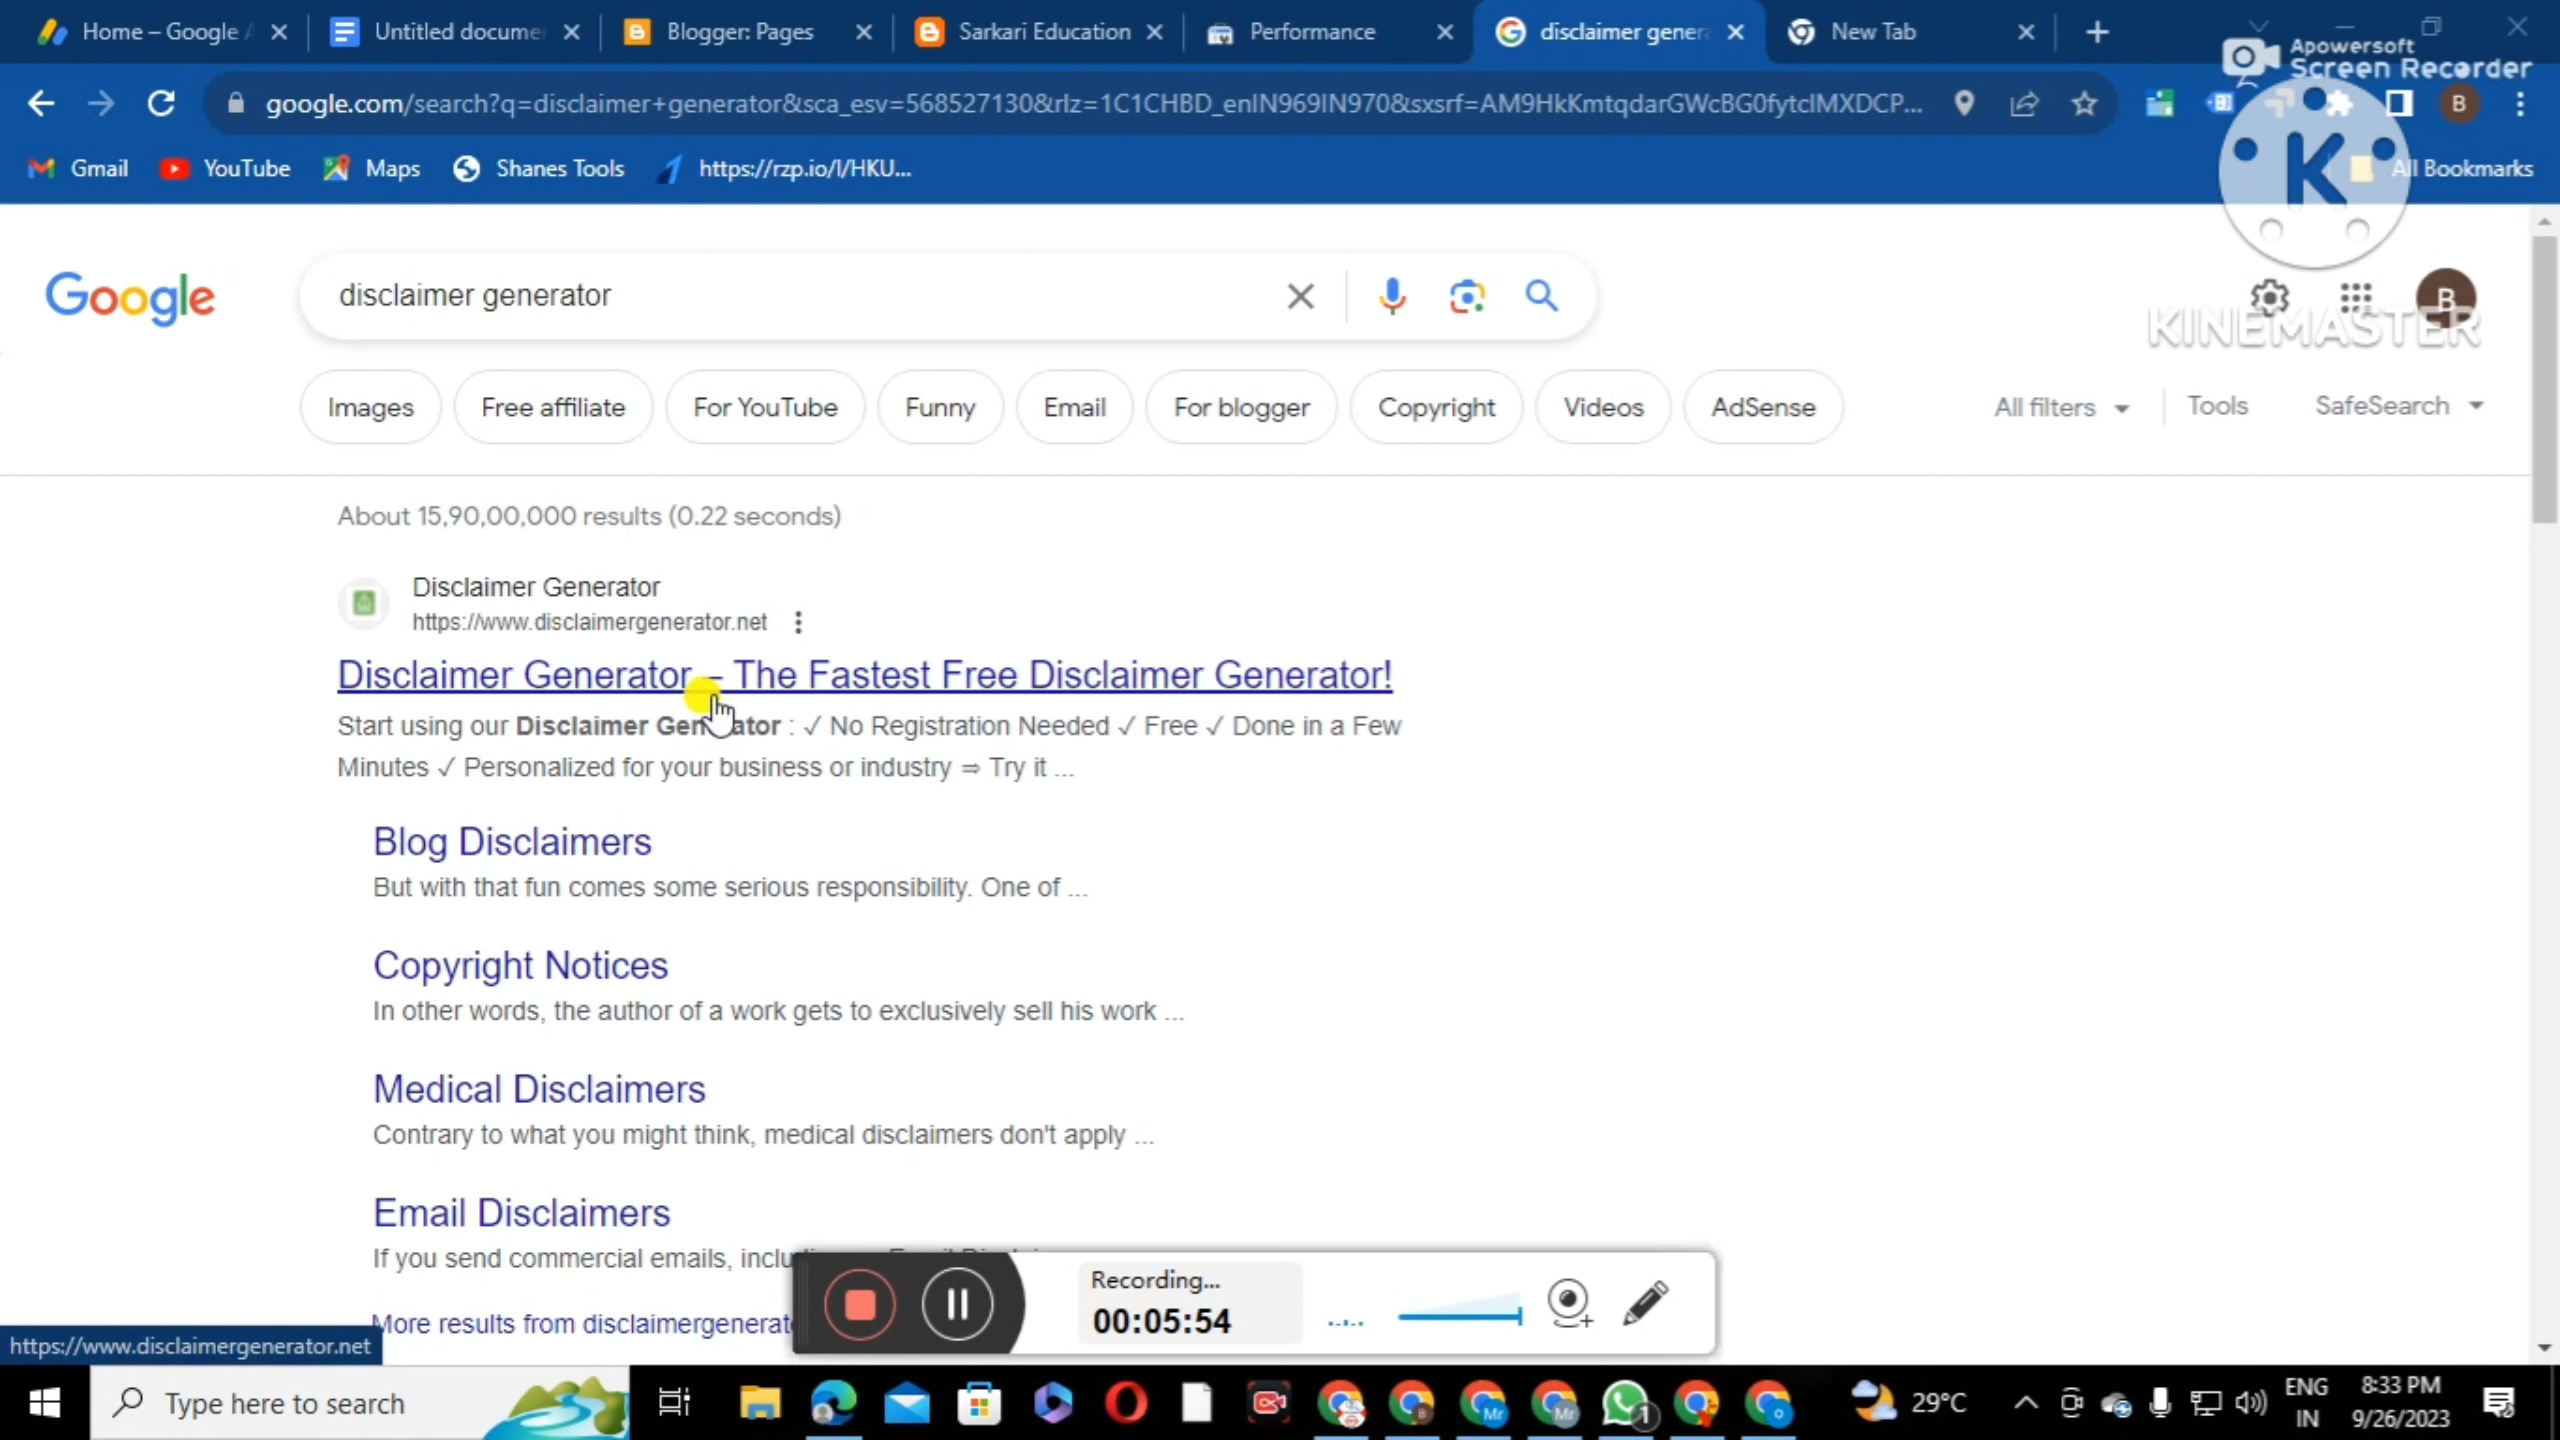 Home – Google A
Untitled docume
Blogger: Pages
Sarkari Education
Performance
disclaimer genera
New Tab
Apowersoft
Screen Recorder
google.com/search?q=disclaimer+generator&sca_esv=568527130&rlz=1C1CHBD_enIN969IN970&sxsrf=AM9HkKmtqdarGWcBG0fytclMXDCP...
B
Gmail
YouTube
Maps
Shanes Tools
https://rzp.io/l/HKU...
K
All Bookmarks
Google
disclaimer generator
B
KINEMASTER
Images
Free affiliate
For YouTube
Funny
Email
For blogger
Copyright
Videos
AdSense
All filters
Tools
SafeSearch
About 15,90,00,000 results (0.22 seconds)
Disclaimer Generator
https://www.disclaimergenerator.net
Disclaimer Generator – The Fastest Free Disclaimer Generator!
Start using our Disclaimer Generator : ✓ No Registration Needed ✓ Free ✓ Done in a Few
Minutes ✓ Personalized for your business or industry ⇒ Try it ...
Blog Disclaimers
But with that fun comes some serious responsibility. One of ...
Copyright Notices
In other words, the author of a work gets to exclusively sell his work ...
Medical Disclaimers
Contrary to what you might think, medical disclaimers don't apply ...
Email Disclaimers
If you send commercial emails, inclu
More results from disclaimergenerat
Recording...
00:05:54
https://www.disclaimergenerator.net
Type here to search
1
29°C
ENG
IN
8:33 PM
9/26/2023